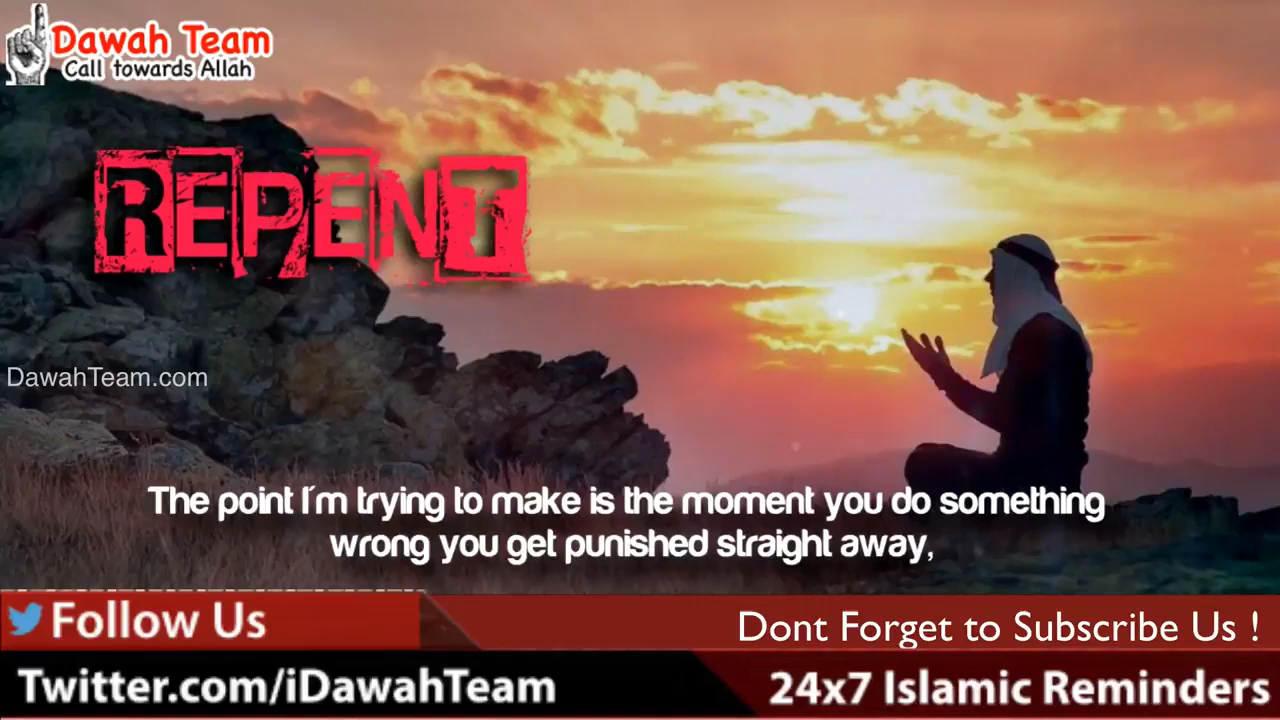 Dawah Team
Call towards Allah
REPENT
DawahTeam.com
The point I'm trying to make is the moment you do something
wrong you get punished straight away,
Follow Us
Dont Forget to Subscribe Us !
Twitter.com/iDawahTeam
24x7 Islamic Reminders